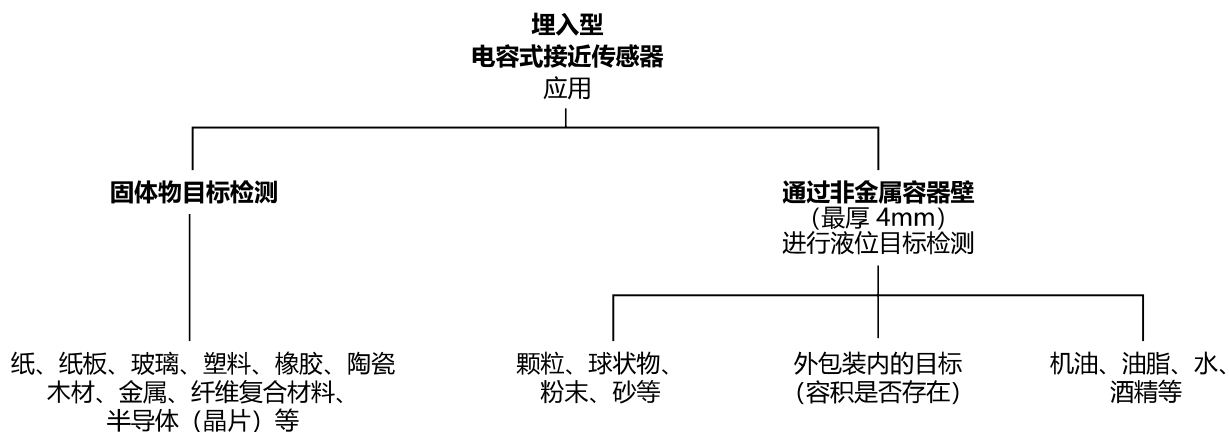 埋入型
电容式接近传感器
应用
固体物目标检测
通过非金属容器壁
（最厚 4mm）
进行液位目标检测
纸、纸板、玻璃、塑料、橡胶、陶瓷
木材、金属、纤维复合材料、
半导体（晶片）等
颗粒、球状物、
粉末、砂等
外包装内的目标
（容积是否存在）
机油、油脂、水、
酒精等